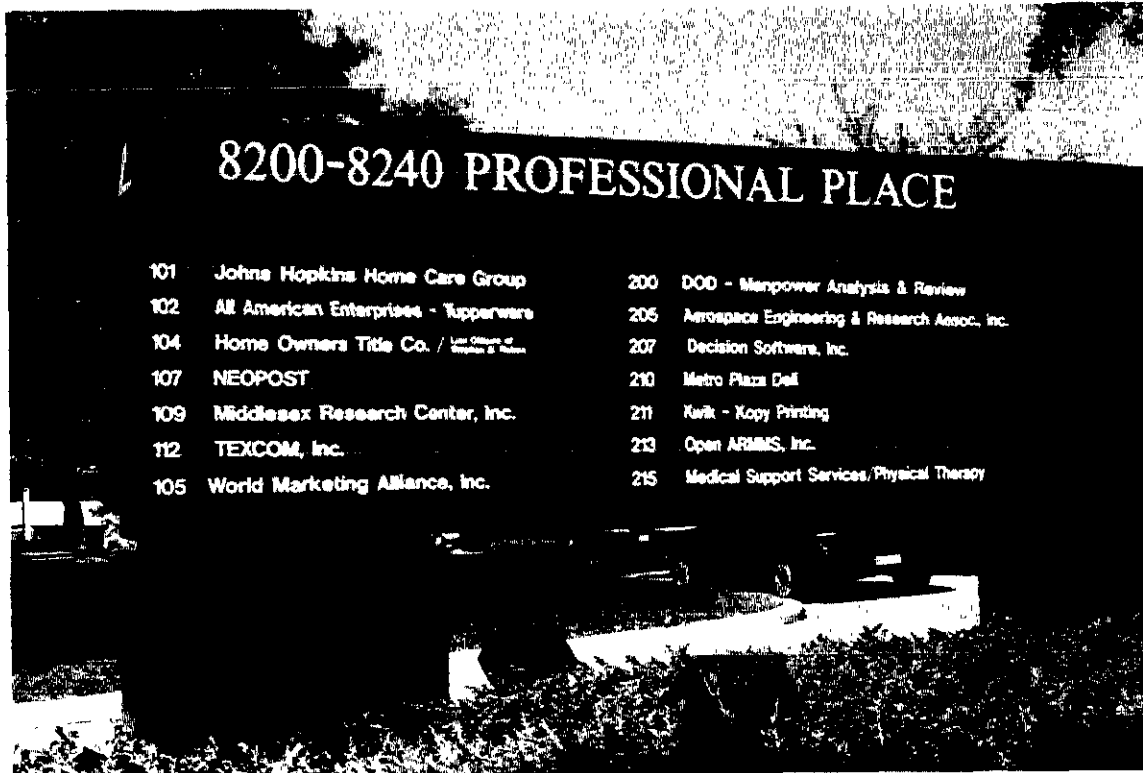 8200-8240 PROFESSIONAL PLACE
101 Johns Hopkins Home Care Group
102 All American Enterprises - Tupperware
104 Home Owners Title Co. / Law Offices of
107 NEOPOST
109 Middlesex Research Center, Inc.
112 TEXCOM, Inc.
105 World Marketing Alliance, Inc.
200 DOD - Manpower Analysis & Review
205 Aerospace Engineering & Research Assoc., Inc.
207 Decision Software, Inc.
210 Metro Plaza Deli
211 Kwik - Kopy Printing
213 Open ARMMS, Inc.
215 Medical Support Services/Physical Therapy